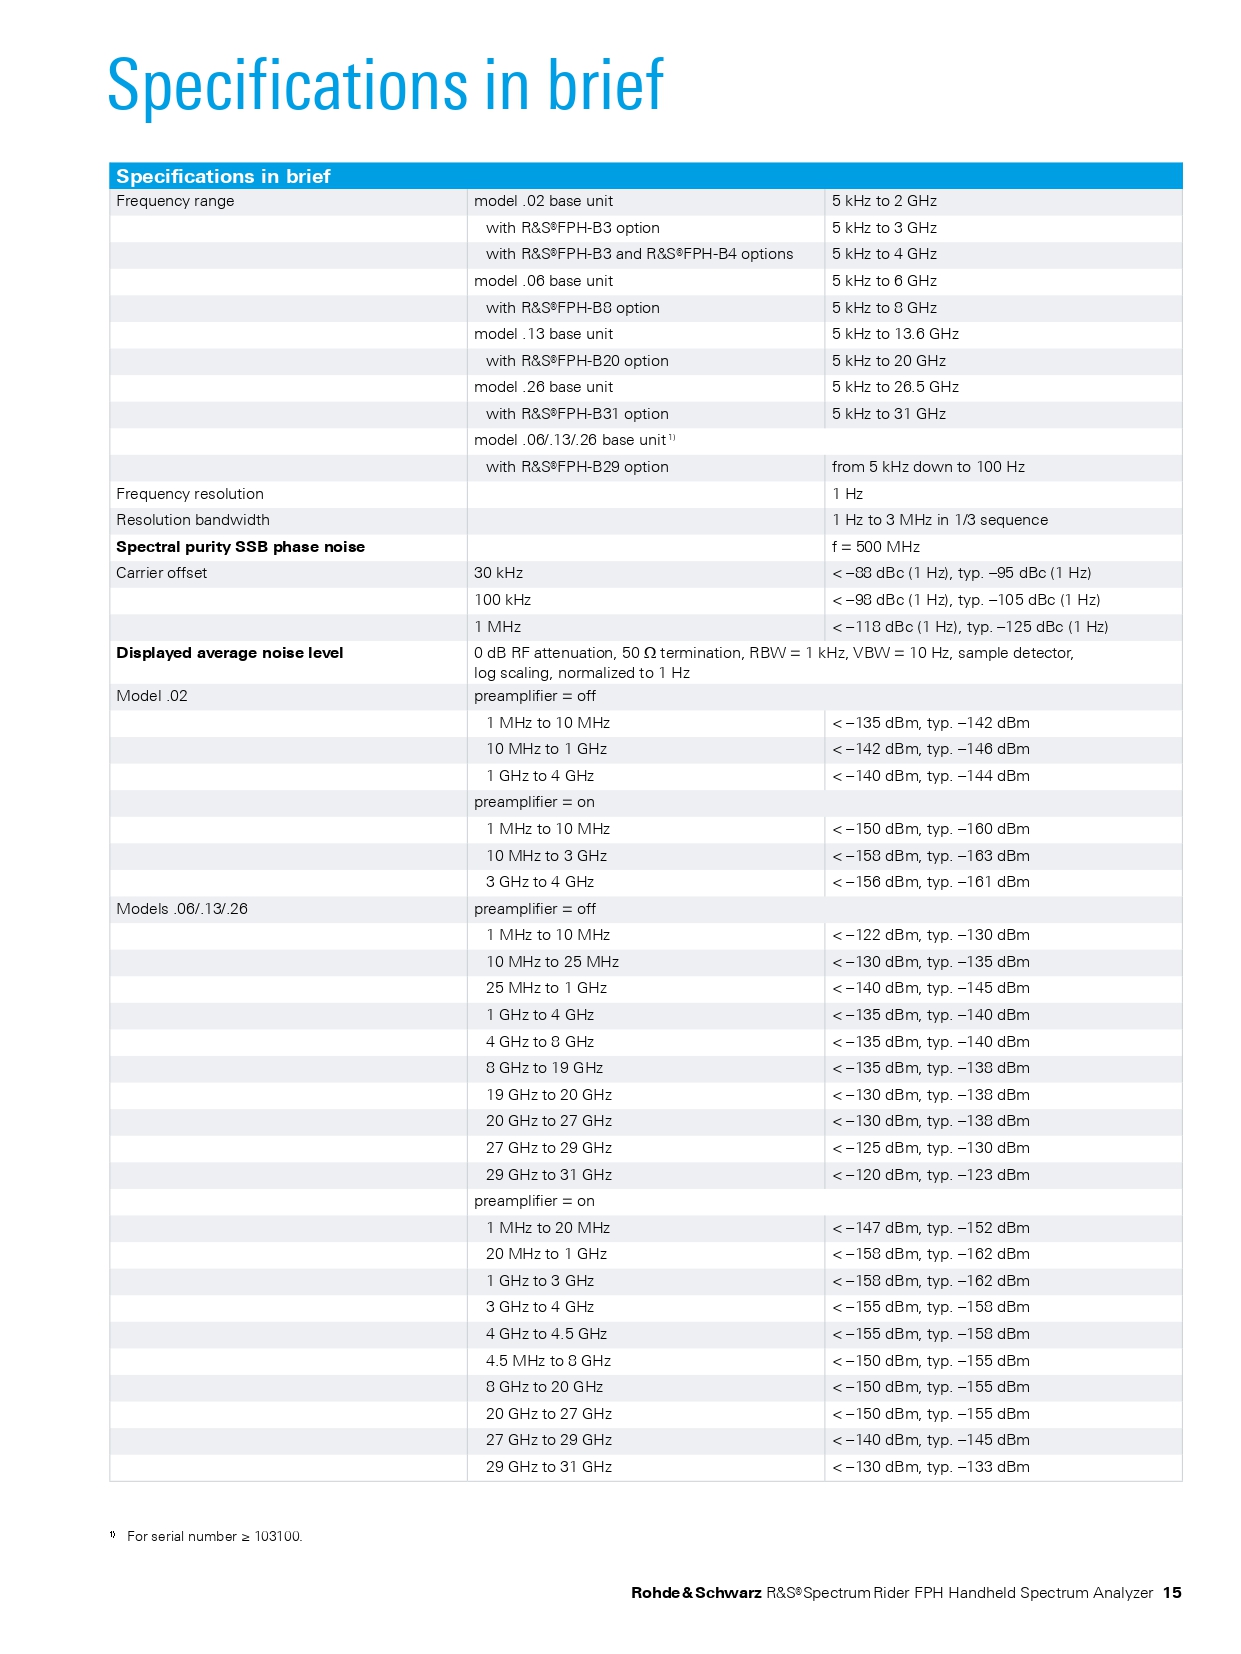 Specifications in brief
Specifications in brief
Frequency range model .02 base unit 5 kHz to 2 GHz
with R&S®FPH-B3 option 5 kHz to 3 GHz
with R&S®FPH-B3 and R&S®FPH-B4 options 5 kHz to 4 GHz
model .06 base unit 5 kHz to 6 GHz
with R&S®FPH-B8 option 5 kHz to 8 GHz
model .13 base unit 5 kHz to 13.6 GHz
with R&S®FPH-B20 option 5 kHz to 20 GHz
model .26 base unit 5 kHz to 26.5 GHz
with R&S®FPH-B31 option 5 kHz to 31 GHz
model .06/.13/.26 base unit 1)
with R&S®FPH-B29 option from 5 kHz down to 100 Hz
Frequency resolution 1 Hz
Resolution bandwidth 1 Hz to 3 MHz in 1/3 sequence
Spectral purity SSB phase noise f = 500 MHz
Carrier offset 30 kHz < –88 dBc (1 Hz), typ. –95 dBc (1 Hz)
100 kHz < –98 dBc (1 Hz), typ. –105 dBc (1 Hz)
1 MHz < –118 dBc (1 Hz), typ. –125 dBc (1 Hz)
Displayed average noise level 0 dB RF attenuation, 50 Ω termination, RBW = 1 kHz, VBW = 10 Hz, sample detector,
log scaling, normalized to 1 Hz
Model .02 preamplifier = off
1 MHz to 10 MHz < –135 dBm, typ. –142 dBm
10 MHz to 1 GHz < –142 dBm, typ. –146 dBm
1 GHz to 4 GHz < –140 dBm, typ. –144 dBm
preamplifier = on
1 MHz to 10 MHz < –150 dBm, typ. –160 dBm
10 MHz to 3 GHz < –158 dBm, typ. –163 dBm
3 GHz to 4 GHz < –156 dBm, typ. –161 dBm
Models .06/.13/.26 preamplifier = off
1 MHz to 10 MHz < –122 dBm, typ. –130 dBm
10 MHz to 25 MHz < –130 dBm, typ. –135 dBm
25 MHz to 1 GHz < –140 dBm, typ. –145 dBm
1 GHz to 4 GHz < –135 dBm, typ. –140 dBm
4 GHz to 8 GHz < –135 dBm, typ. –140 dBm
8 GHz to 19 GHz < –135 dBm, typ. –138 dBm
19 GHz to 20 GHz < –130 dBm, typ. –138 dBm
20 GHz to 27 GHz < –130 dBm, typ. –138 dBm
27 GHz to 29 GHz < –125 dBm, typ. –130 dBm
29 GHz to 31 GHz < –120 dBm, typ. –123 dBm
preamplifier = on
1 MHz to 20 MHz < –147 dBm, typ. –152 dBm
20 MHz to 1 GHz < –158 dBm, typ. –162 dBm
1 GHz to 3 GHz < –158 dBm, typ. –162 dBm
3 GHz to 4 GHz < –155 dBm, typ. –158 dBm
4 GHz to 4.5 GHz < –155 dBm, typ. –158 dBm
4.5 MHz to 8 GHz < –150 dBm, typ. –155 dBm
8 GHz to 20 GHz < –150 dBm, typ. –155 dBm
20 GHz to 27 GHz < –150 dBm, typ. –155 dBm
27 GHz to 29 GHz < –140 dBm, typ. –145 dBm
29 GHz to 31 GHz < –130 dBm, typ. –133 dBm
1) For serial number ≥ 103100.
Rohde & Schwarz R&S®Spectrum Rider FPH Handheld Spectrum Analyzer 15